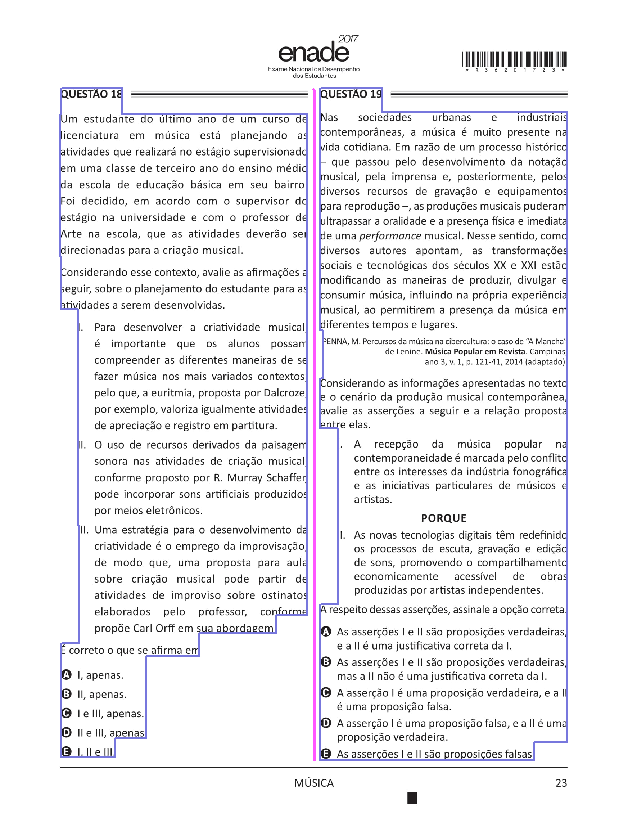 enade 2017
Exame Nacional de Desempenho
dos Estudantes
*R3620172 3*
QUESTÃO 18
Um estudante do último ano de um curso de
licenciatura em música está planejando as
atividades que realizará no estágio supervisionado
em uma classe de terceiro ano do ensino médio
da escola de educação básica em seu bairro.
Foi decidido, em acordo com o supervisor do
estágio na universidade e com o professor de
Arte na escola, que as atividades deverão ser
direcionadas para a criação musical.
Considerando esse contexto, avalie as afirmações a
seguir, sobre o planejamento do estudante para as
atividades a serem desenvolvidas.
I. Para desenvolver a criatividade musical,
é importante que os alunos possam
compreender as diferentes maneiras de se
fazer música nos mais variados contextos,
pelo que, a eurítmia, proposta por Dalcroze,
por exemplo, valoriza igualmente atividades
de apreciação e registro em partitura.
II. O uso de recursos derivados da paisagem
sonora nas atividades de criação musical,
conforme proposto por R. Murray Schaffer,
pode incorporar sons artificiais produzidos
por meios eletrônicos.
III. Uma estratégia para o desenvolvimento da
criatividade é o emprego da improvisação,
de modo que, uma proposta para aula
sobre criação musical pode partir de
atividades de improviso sobre ostinatos
elaborados pelo professor, conforme
propõe Carl Orff em sua abordagem.
É correto o que se afirma em
A I, apenas.
B II, apenas.
C I e III, apenas.
D II e III, apenas.
E I, II e III.
QUESTÃO 19
Nas sociedades urbanas e industriais
contemporâneas, a música é muito presente na
vida cotidiana. Em razão de um processo histórico
– que passou pelo desenvolvimento da notação
musical, pela imprensa e, posteriormente, pelos
diversos recursos de gravação e equipamentos
para reprodução –, as produções musicais puderam
ultrapassar a oralidade e a presença física e imediata
de uma performance musical. Nesse sentido, como
diversos autores apontam, as transformações
sociais e tecnológicas dos séculos XX e XXI estão
modificando as maneiras de produzir, divulgar e
consumir música, influindo na própria experiência
musical, ao permitirem a presença da música em
diferentes tempos e lugares.
PENNA, M. Percursos da música na cibercultura: o caso de "A Mancha"
de Lenine. Música Popular em Revista. Campinas,
ano 3, v. 1, p. 121-41, 2014 (adaptado).
Considerando as informações apresentadas no texto
e o cenário da produção musical contemporânea,
avalie as asserções a seguir e a relação proposta
entre elas.
I. A recepção da música popular na
contemporaneidade é marcada pelo conflito
entre os interesses da indústria fonográfica
e as iniciativas particulares de músicos e
artistas.
PORQUE
II. As novas tecnologias digitais têm redefinido
os processos de escuta, gravação e edição
de sons, promovendo o compartilhamento
economicamente acessível de obras
produzidas por artistas independentes.
A respeito dessas asserções, assinale a opção correta.
A As asserções I e II são proposições verdadeiras,
e a II é uma justificativa correta da I.
B As asserções I e II são proposições verdadeiras,
mas a II não é uma justificativa correta da I.
C A asserção I é uma proposição verdadeira, e a II
é uma proposição falsa.
D A asserção I é uma proposição falsa, e a II é uma
proposição verdadeira.
E As asserções I e II são proposições falsas.
MÚSICA
23